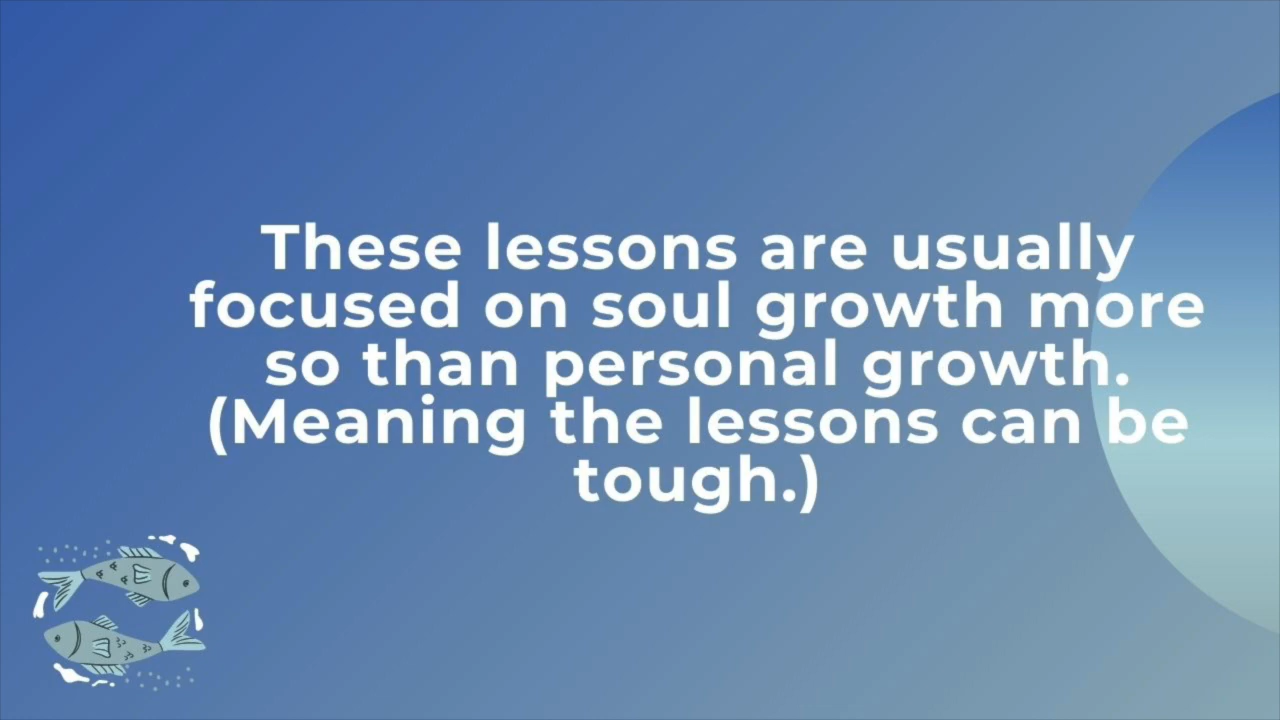 These lessons are usually
focused on soul growth more
so than personal growth.
(Meaning the lessons can be
tough.)